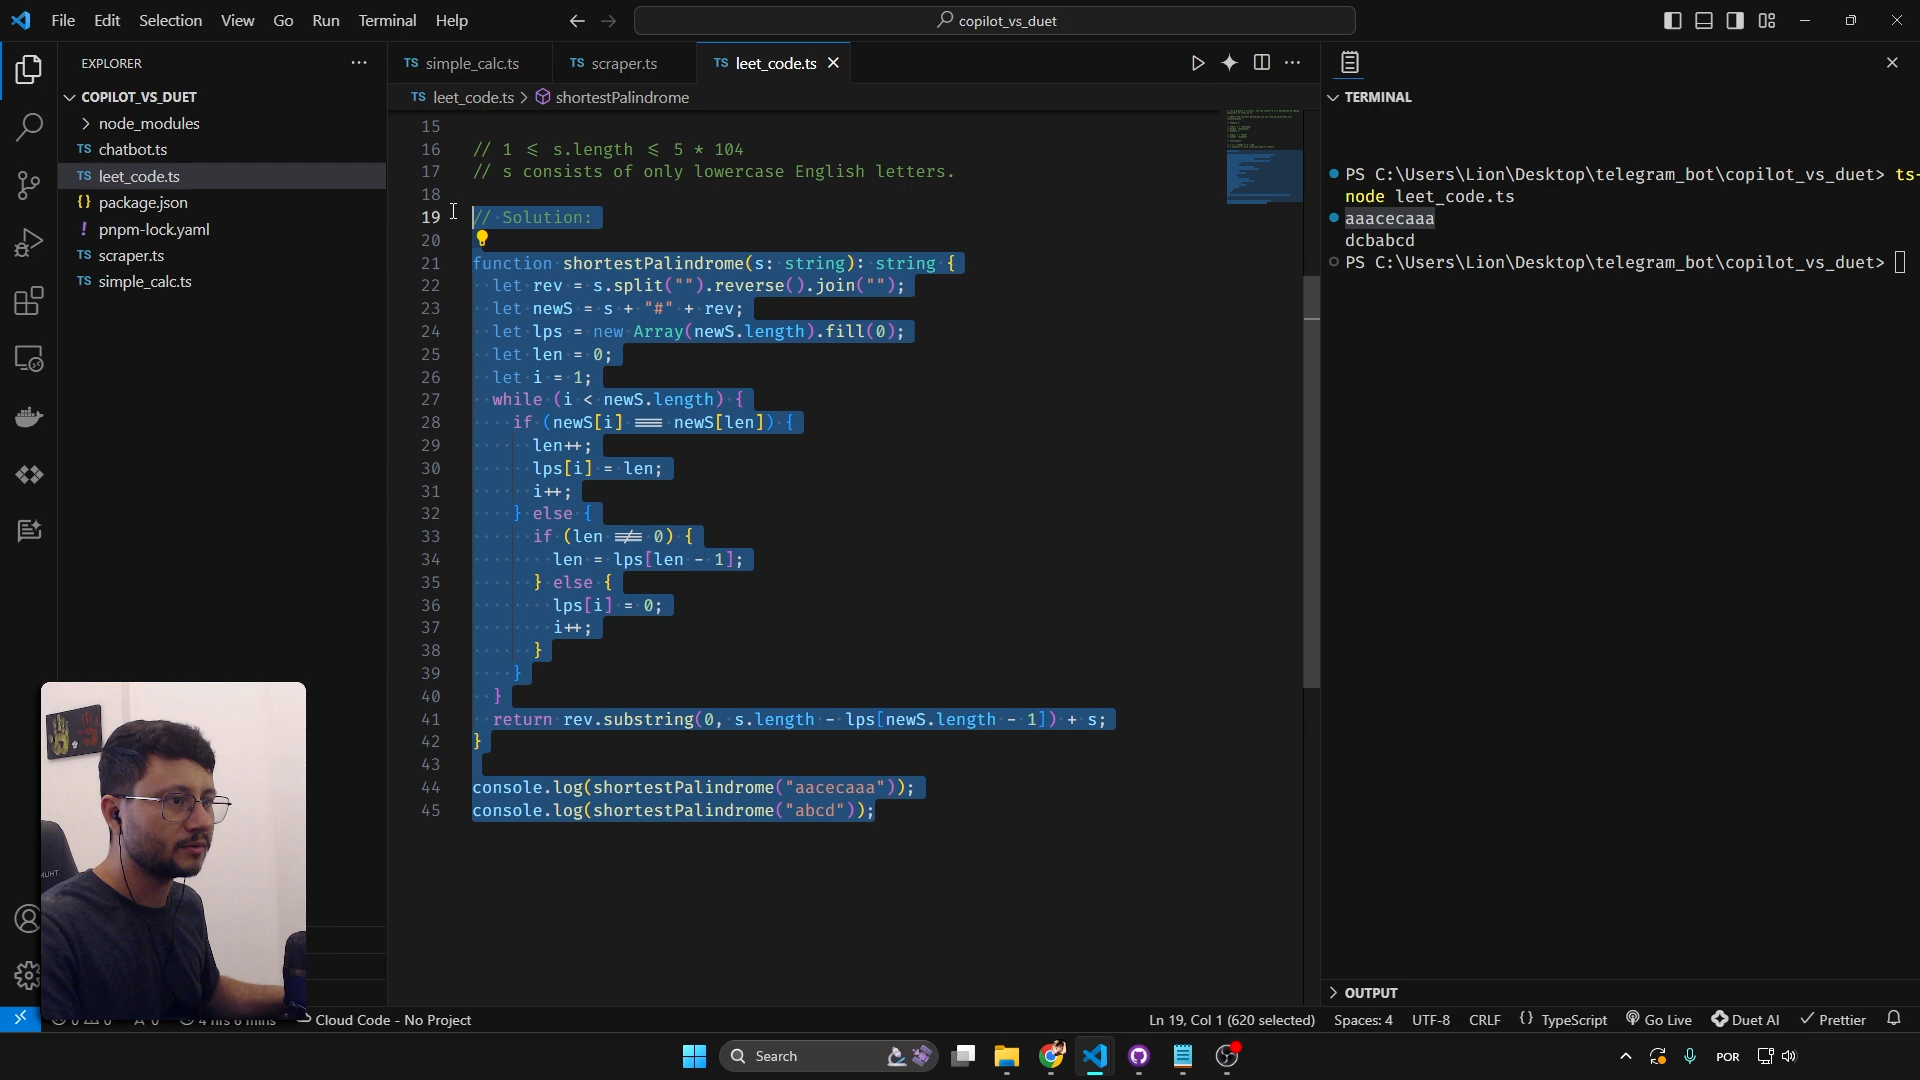 File Edit Selection View Go Run Terminal Help
copilot_vs_duet
EXPLORER
COPILOT_VS_DUET
node_modules
TS chatbot.ts
TS leet_code.ts
{} package.json
! pnpm-lock.yaml
TS scraper.ts
TS simple_calc.ts
TS simple_calc.ts
TS scraper.ts
TS leet_code.ts
TS leet_code.ts > shortestPalindrome
15
16 // 1 <= s.length <= 5 * 104
17 // s consists of only lowercase English letters.
18
19 // Solution:
20
21 function shortestPalindrome(s: string): string {
22 let rev = s.split("").reverse().join("");
23 let newS = s + "#" + rev;
24 let lps = new Array(newS.length).fill(0);
25 let len = 0;
26 let i = 1;
27 while (i < newS.length) {
28 if (newS[i] === newS[len]) {
29 len++;
30 lps[i] = len;
31 i++;
32 } else {
33 if (len !== 0) {
34 len = lps[len - 1];
35 } else {
36 lps[i] = 0;
37 i++;
38 }
39 }
40 }
41 return rev.substring(0, s.length - lps[newS.length - 1]) + s;
42 }
43
44 console.log(shortestPalindrome("aacecaaa"));
45 console.log(shortestPalindrome("abcd"));
TERMINAL
PS C:\Users\Lion\Desktop\telegram_bot\copilot_vs_duet> ts-
node leet_code.ts
aaacecaaa
dcbabcd
PS C:\Users\Lion\Desktop\telegram_bot\copilot_vs_duet>
OUTPUT
Cloud Code - No Project
Ln 19, Col 1 (620 selected) Spaces: 4 UTF-8 CRLF {} TypeScript Go Live Duet AI Prettier
Search
POR